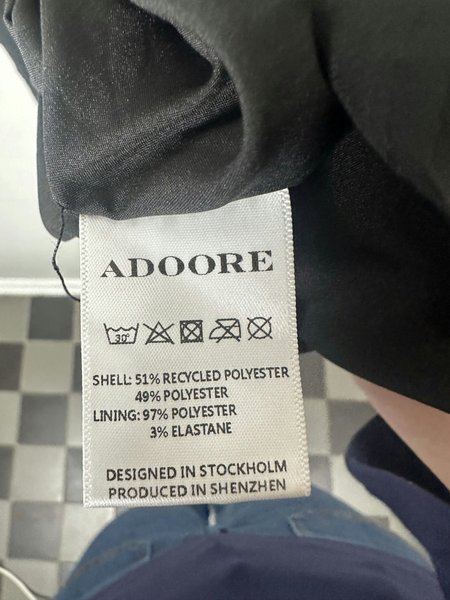 ADOORE
30°
SHELL: 51% RECYCLED POLYESTER
49% POLYESTER
LINING: 97% POLYESTER
3% ELASTANE
DESIGNED IN STOCKHOLM
PRODUCED IN SHENZHEN